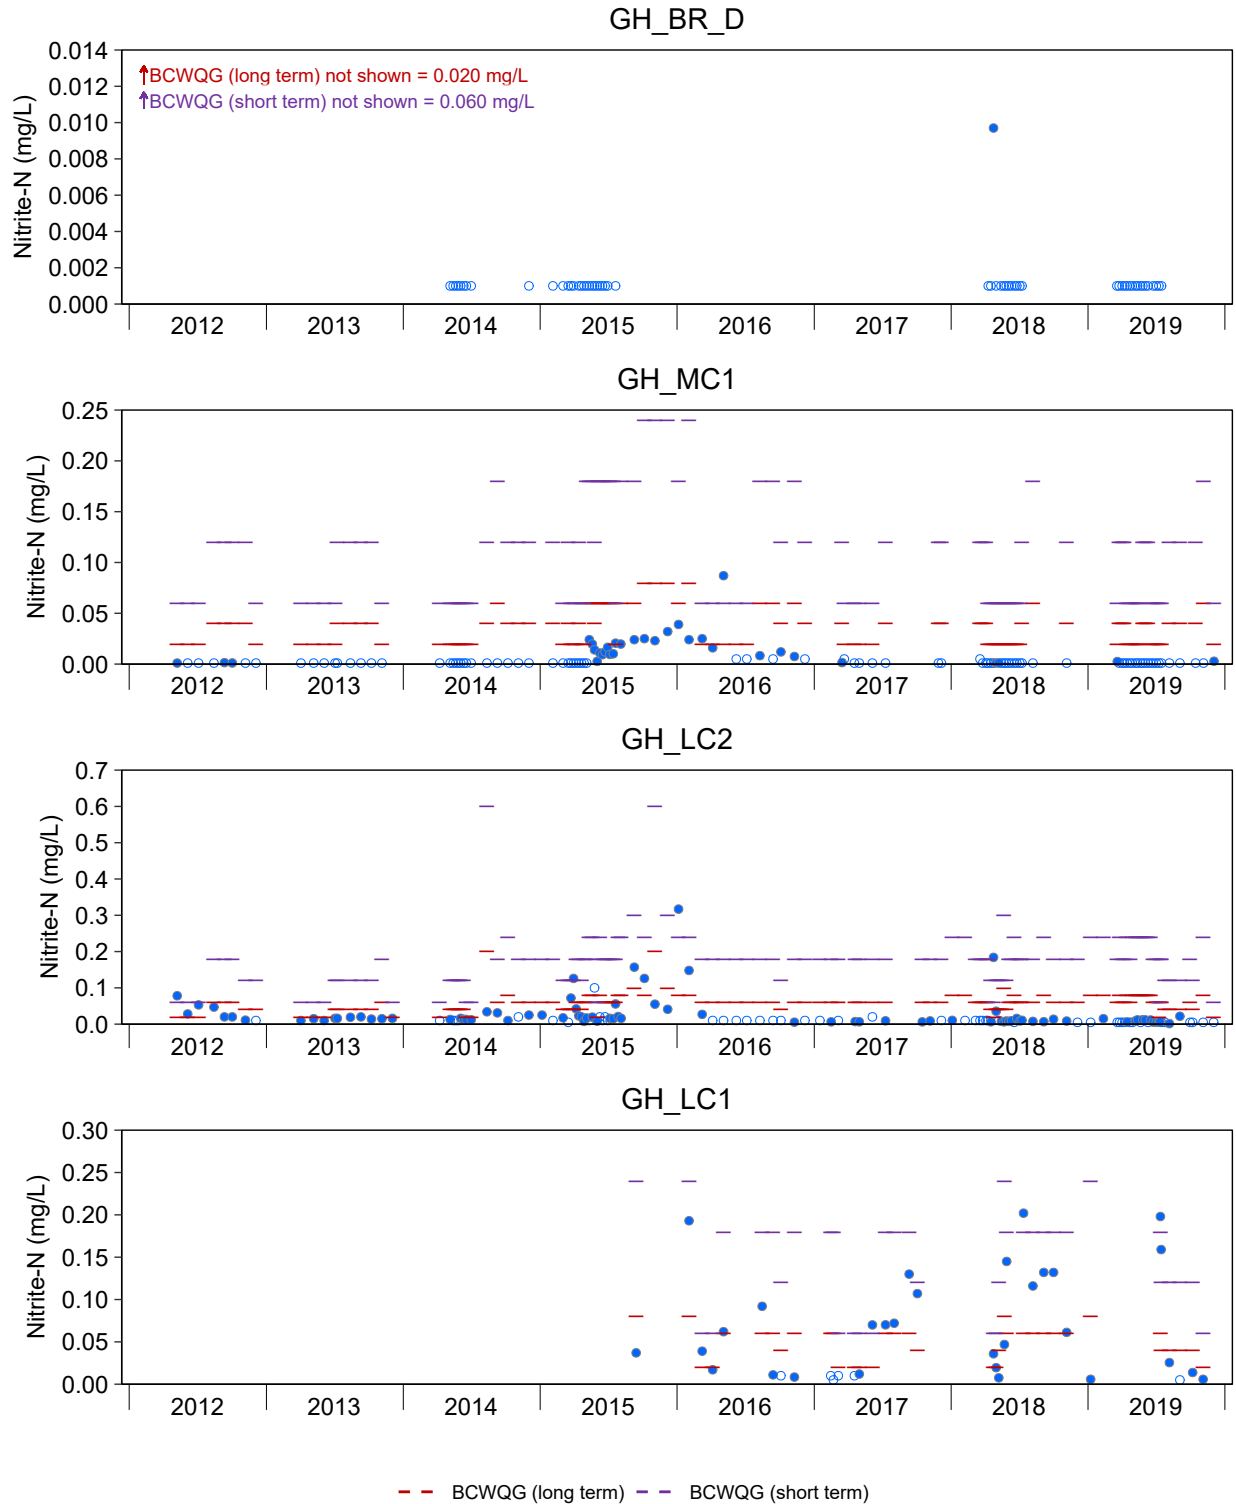 GH_BR_D
Nitrite-N (mg/L)
0.014
0.012
0.010
0.008
0.006
0.004
0.002
0.000
BCWQG (long term) not shown = 0.020 mg/L
BCWQG (short term) not shown = 0.060 mg/L
2012 2013 2014 2015 2016 2017 2018 2019
GH_MC1
Nitrite-N (mg/L)
0.25
0.20
0.15
0.10
0.05
0.00
2012 2013 2014 2015 2016 2017 2018 2019
GH_LC2
Nitrite-N (mg/L)
0.7
0.6
0.5
0.4
0.3
0.2
0.1
0.0
2012 2013 2014 2015 2016 2017 2018 2019
GH_LC1
Nitrite-N (mg/L)
0.30
0.25
0.20
0.15
0.10
0.05
0.00
2012 2013 2014 2015 2016 2017 2018 2019
BCWQG (long term) BCWQG (short term)